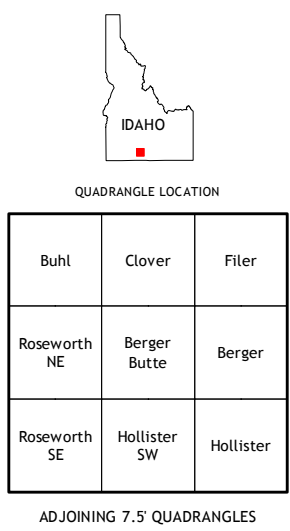 IDAHO
QUADRANGLE LOCATION
Buhl
Clover
Filer
Roseworth
NE
Berger
Butte
Berger
Roseworth
SE
Hollister
SW
Hollister
ADJOINING 7.5' QUADRANGLES